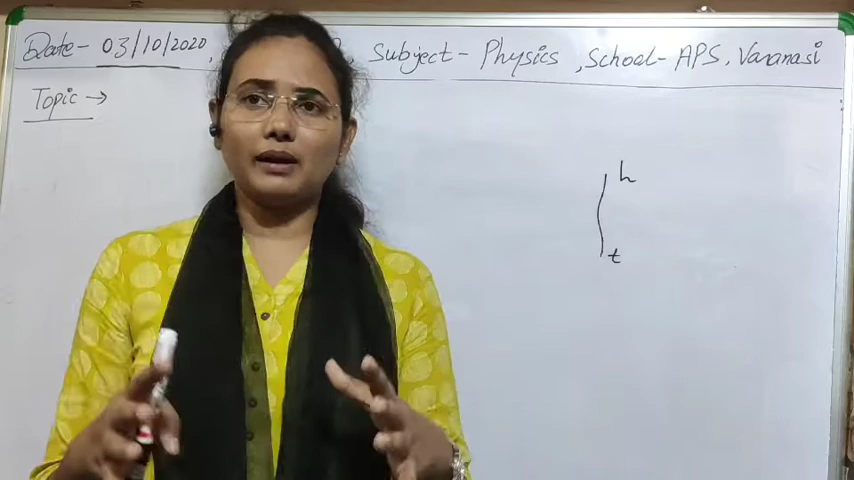 Date - 03/10/2020, Subject - Physics, School - APS, Varanasi
Topic →
h
t